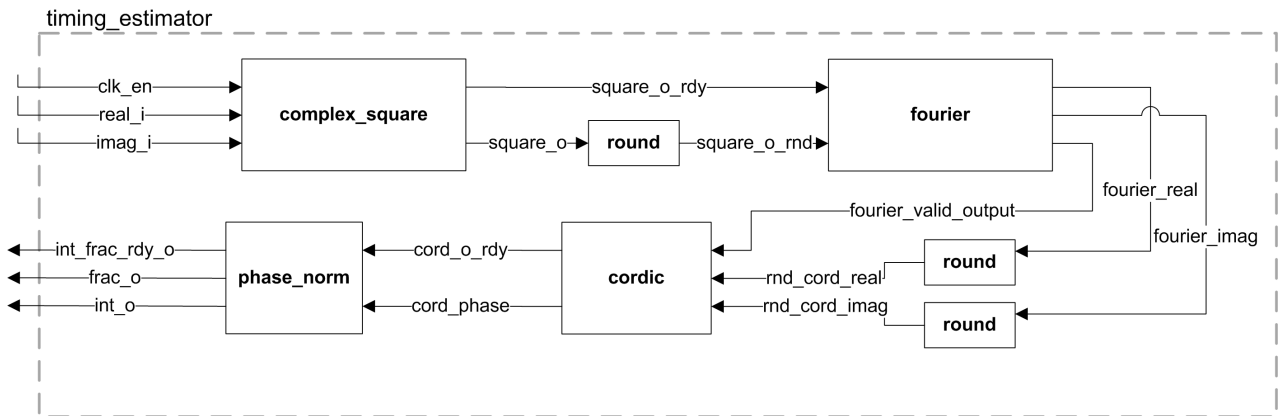 timing_estimator
clk_en
real_i
imag_i
complex_square
square_o_rdy
square_o
round
square_o_rnd
fourier
fourier_real
fourier_imag
fourier_valid_output
int_frac_rdy_o
frac_o
int_o
phase_norm
cord_o_rdy
cord_phase
cordic
rnd_cord_real
rnd_cord_imag
round
round